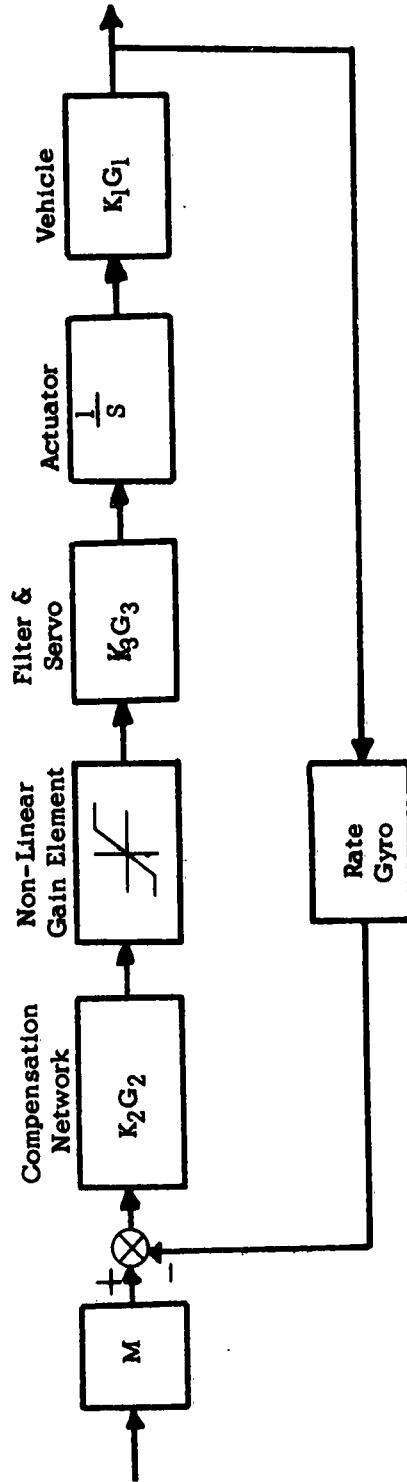 M
+
-
Compensation
Network
K2G2
Non-Linear
Gain Element
Filter &
Servo
K3G3
Actuator
1
S
Vehicle
K1G1
Rate
Gyro